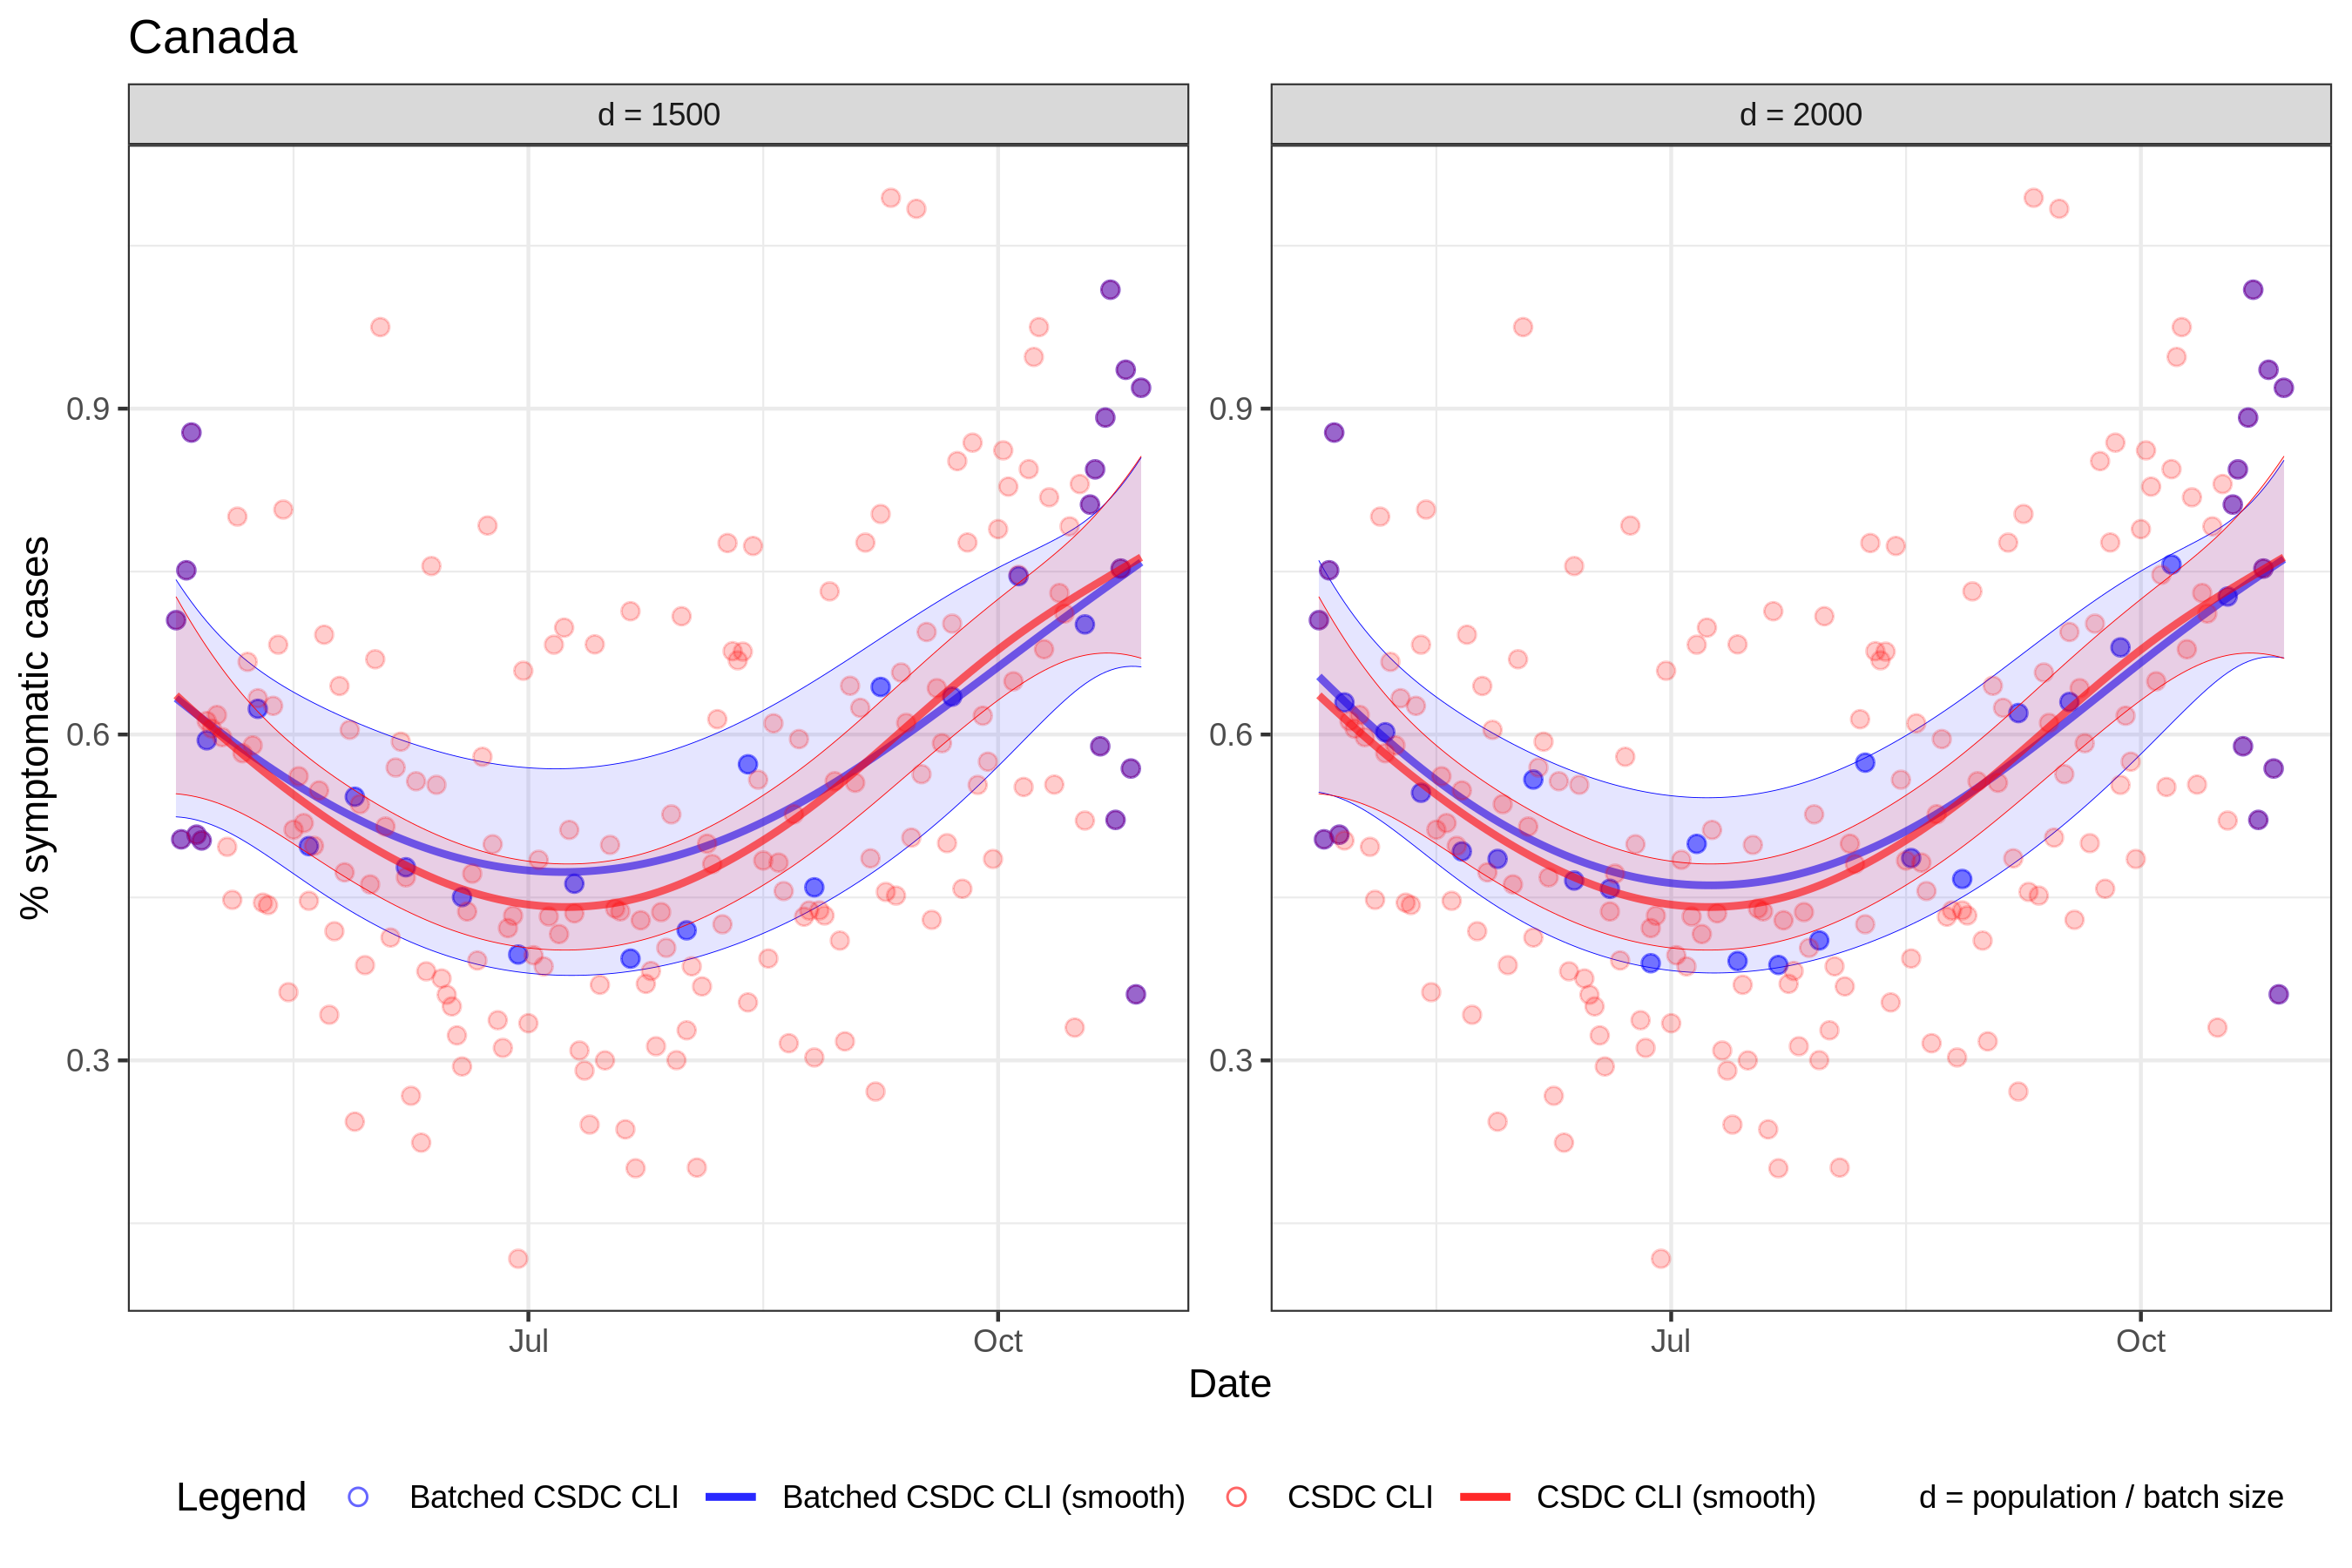 Canada
d = 1500
d = 2000
% symptomatic cases
0.9
0.6
0.3
0.9
0.6
0.3
Jul
Oct
Jul
Oct
Date
Legend
Batched CSDC CLI
Batched CSDC CLI (smooth)
CSDC CLI
CSDC CLI (smooth)
d = population / batch size